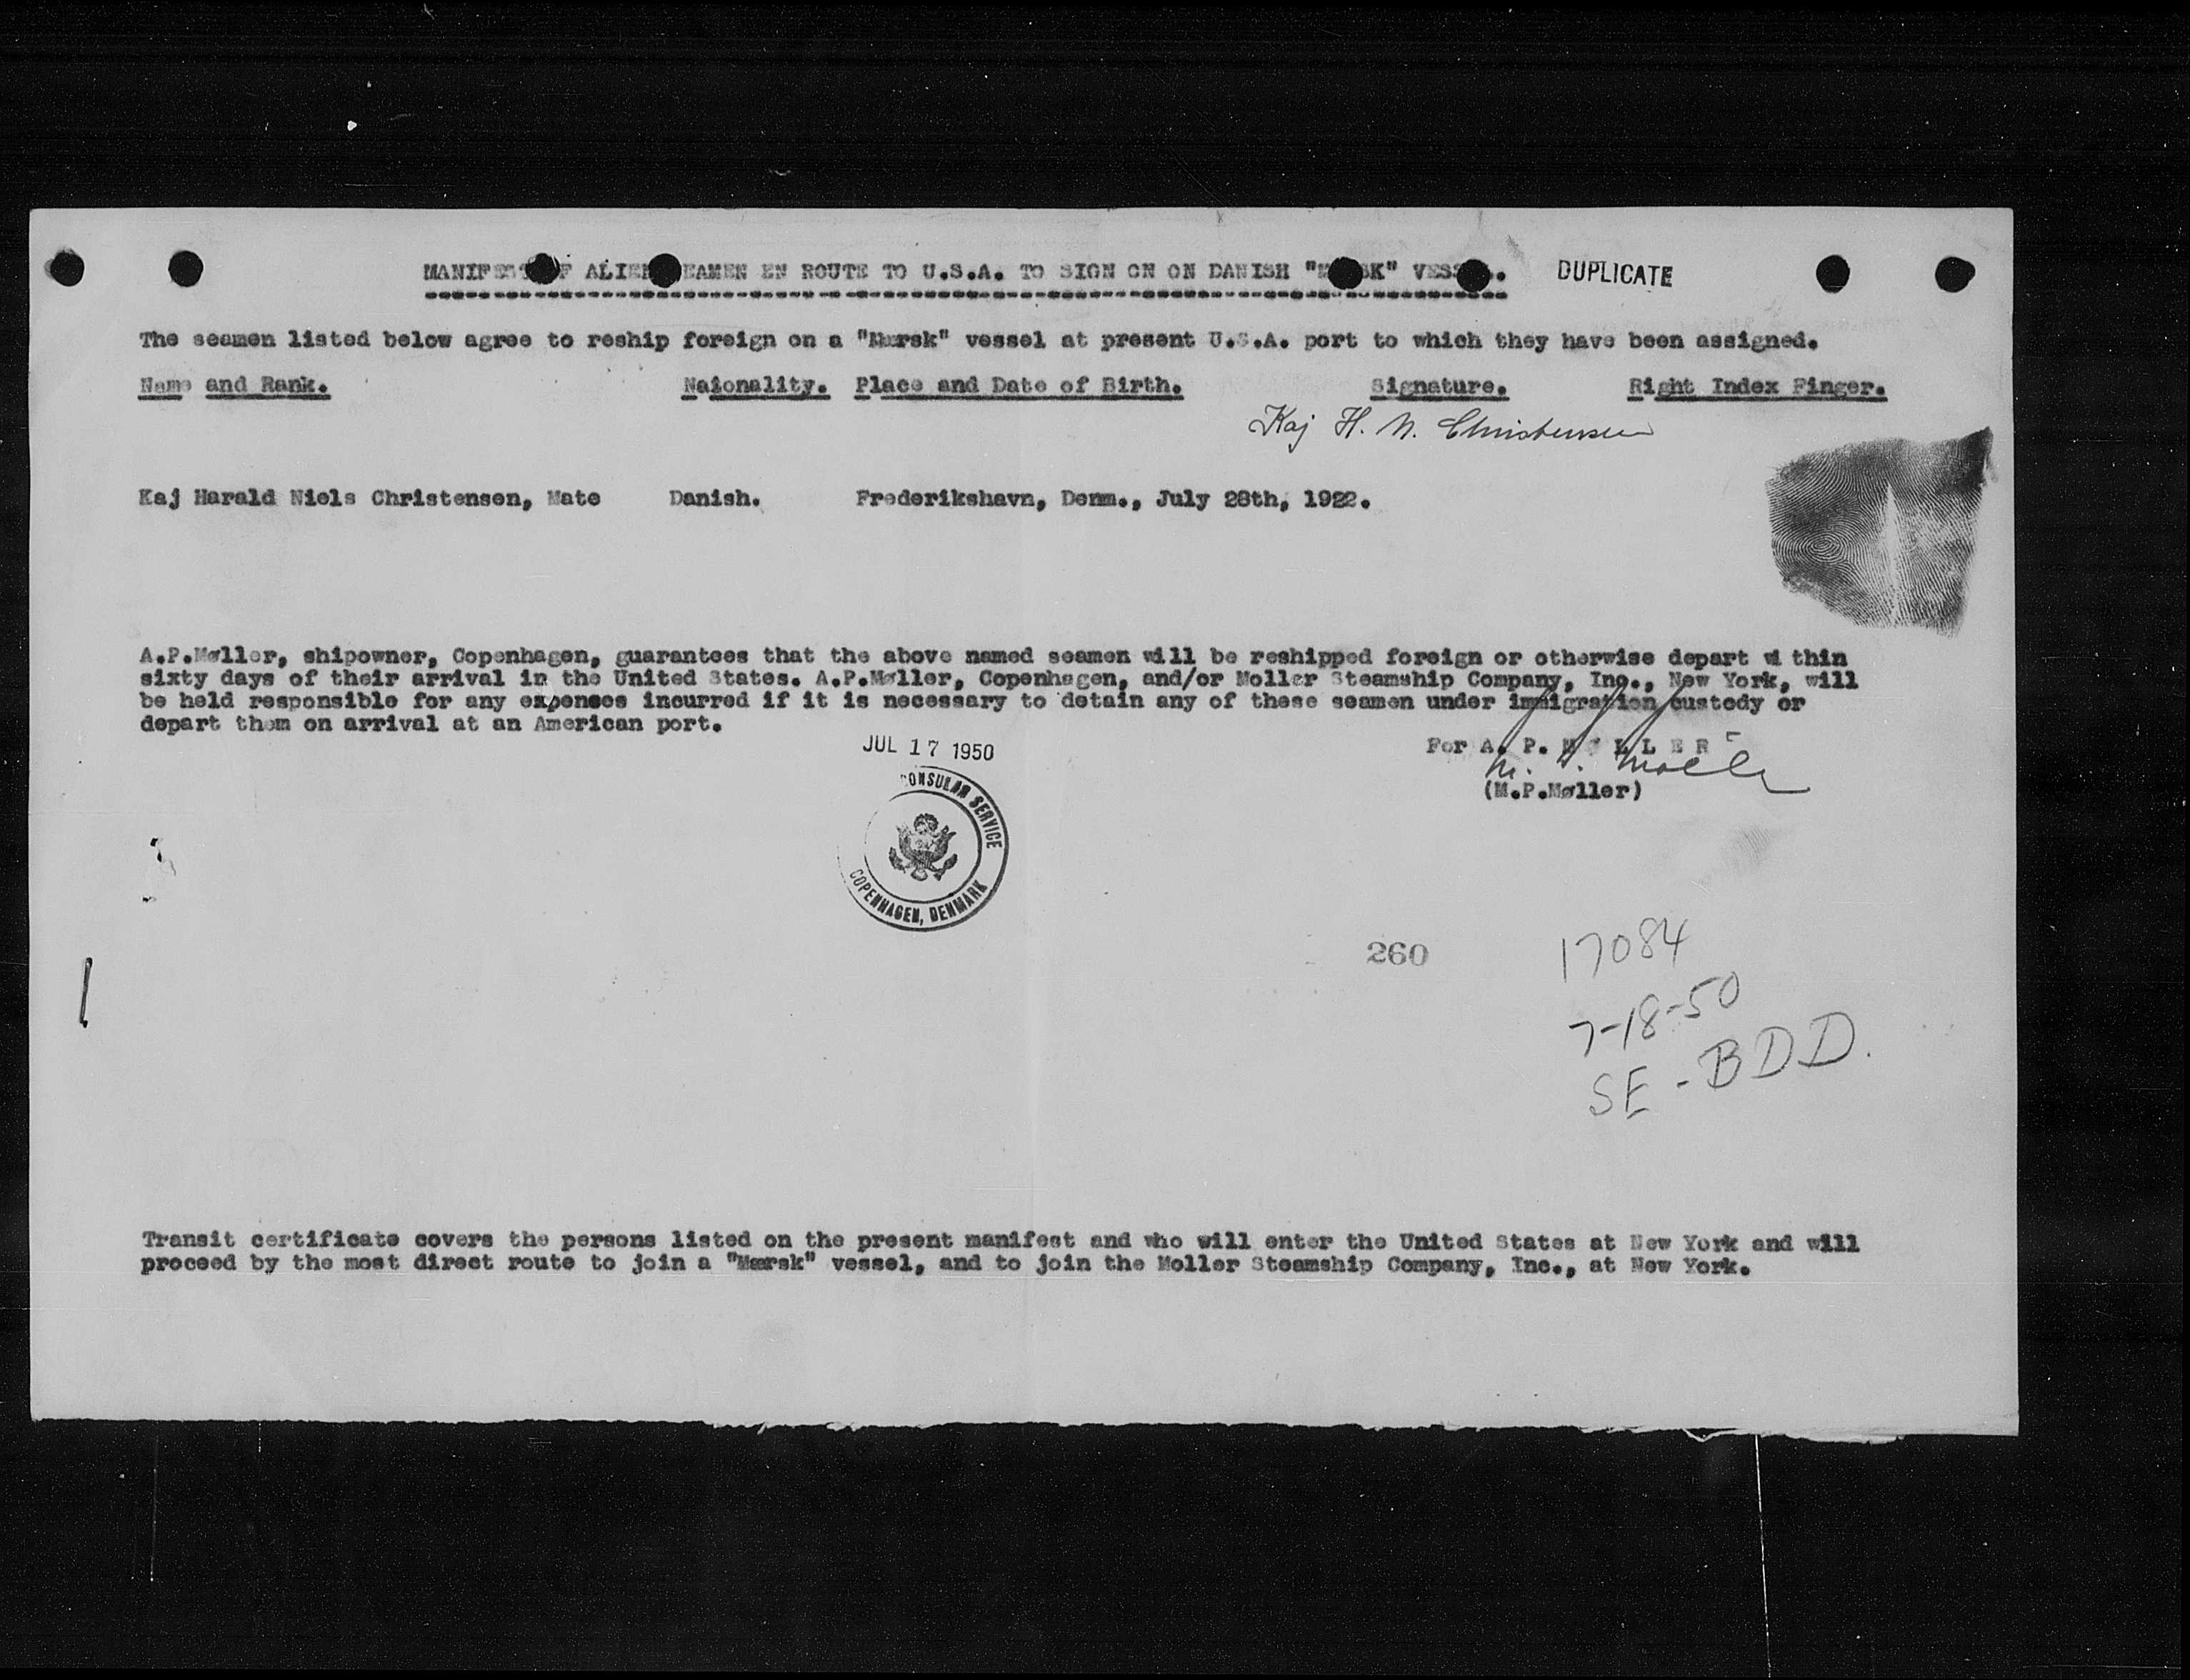 MANIFEST OF ALIEN SEAMEN EN ROUTE TO U.S.A. TO SIGN ON ON DANISH "MÆRSK" VESSEL. DUPLICATE
The seamen listed below agree to reship foreign on a "Mærsk" vessel at present U.S.A. port to which they have been assigned.
Name and Rank. Naionality. Place and Date of Birth. Signature. Right Index Finger.
Kaj H. N. Christensen
Kaj Harald Niels Christensen, Mate Danish. Frederikshavn, Denm., July 28th, 1922.
A.P.Møller, shipowner, Copenhagen, guarantees that the above named seamen will be reshipped foreign or otherwise depart wi thin
sixty days of their arrival in the United States. A.P.Møller, Copenhagen, and/or Moller Steamship Company, Inc., New York, will
be held responsible for any expenses incurred if it is necessary to detain any of these seamen under immigration custody or
depart them on arrival at an American port.
JUL 17 1950
For A. P. M Ø L L E R
M. P. Møller
(M.P.Møller)
CONSULAR SERVICE
COPENHAGEN, DENMARK
260
17084
7-18-50
SE - BDD.
Transit certificate covers the persons listed on the present manifest and who will enter the United States at New York and will
proceed by the most direct route to join a "Mærsk" vessel, and to join the Moller Steamship Company, Inc., at New York.